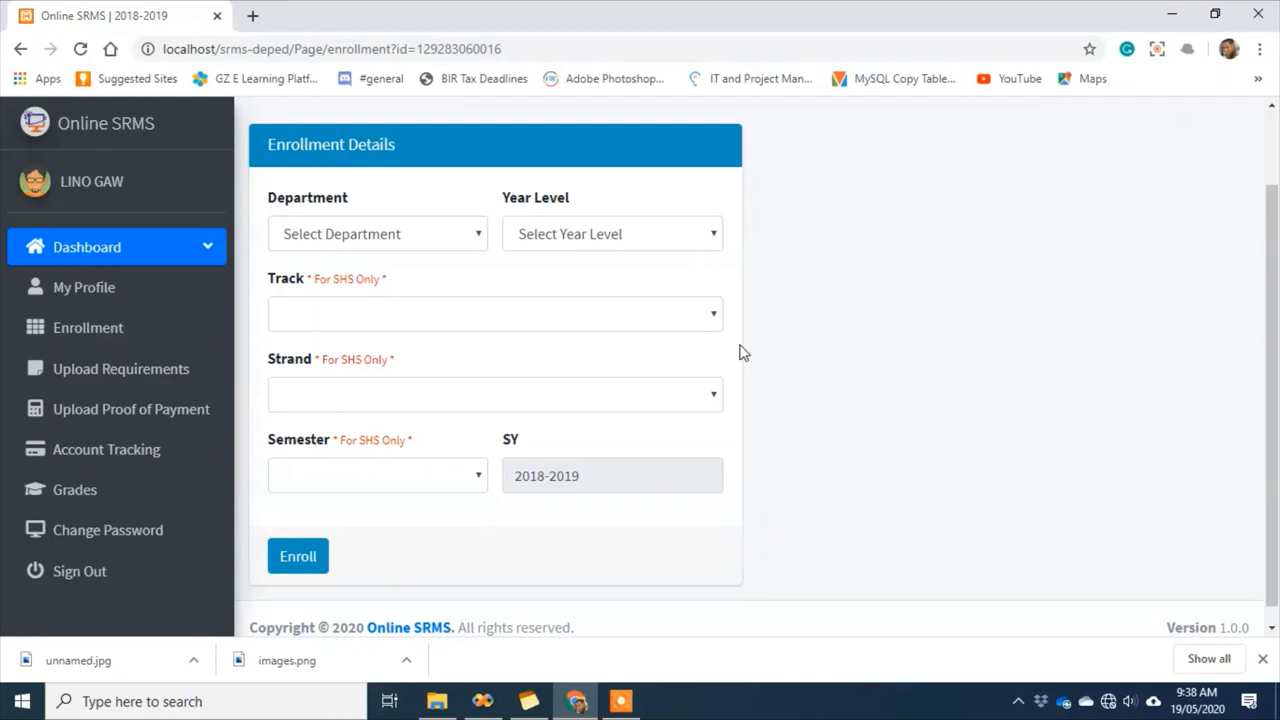 Online SRMS | 2018-2019
localhost/srms-deped/Page/enrollment?id=129283060016
Apps
Suggested Sites
GZ E Learning Platf...
#general
BIR Tax Deadlines
Adobe Photoshop...
IT and Project Man...
MySQL Copy Table...
YouTube
Maps
»
Online SRMS
LINO GAW
Dashboard
My Profile
Enrollment
Upload Requirements
Upload Proof of Payment
Account Tracking
Grades
Change Password
Sign Out
Enrollment Details
Department
Year Level
Select Department
Select Year Level
Track * For SHS Only *
Strand * For SHS Only *
Semester * For SHS Only *
SY
2018-2019
Enroll
Copyright © 2020 Online SRMS. All rights reserved.
Version 1.0.0
unnamed.jpg
images.png
Show all
Type here to search
9:38 AM
19/05/2020